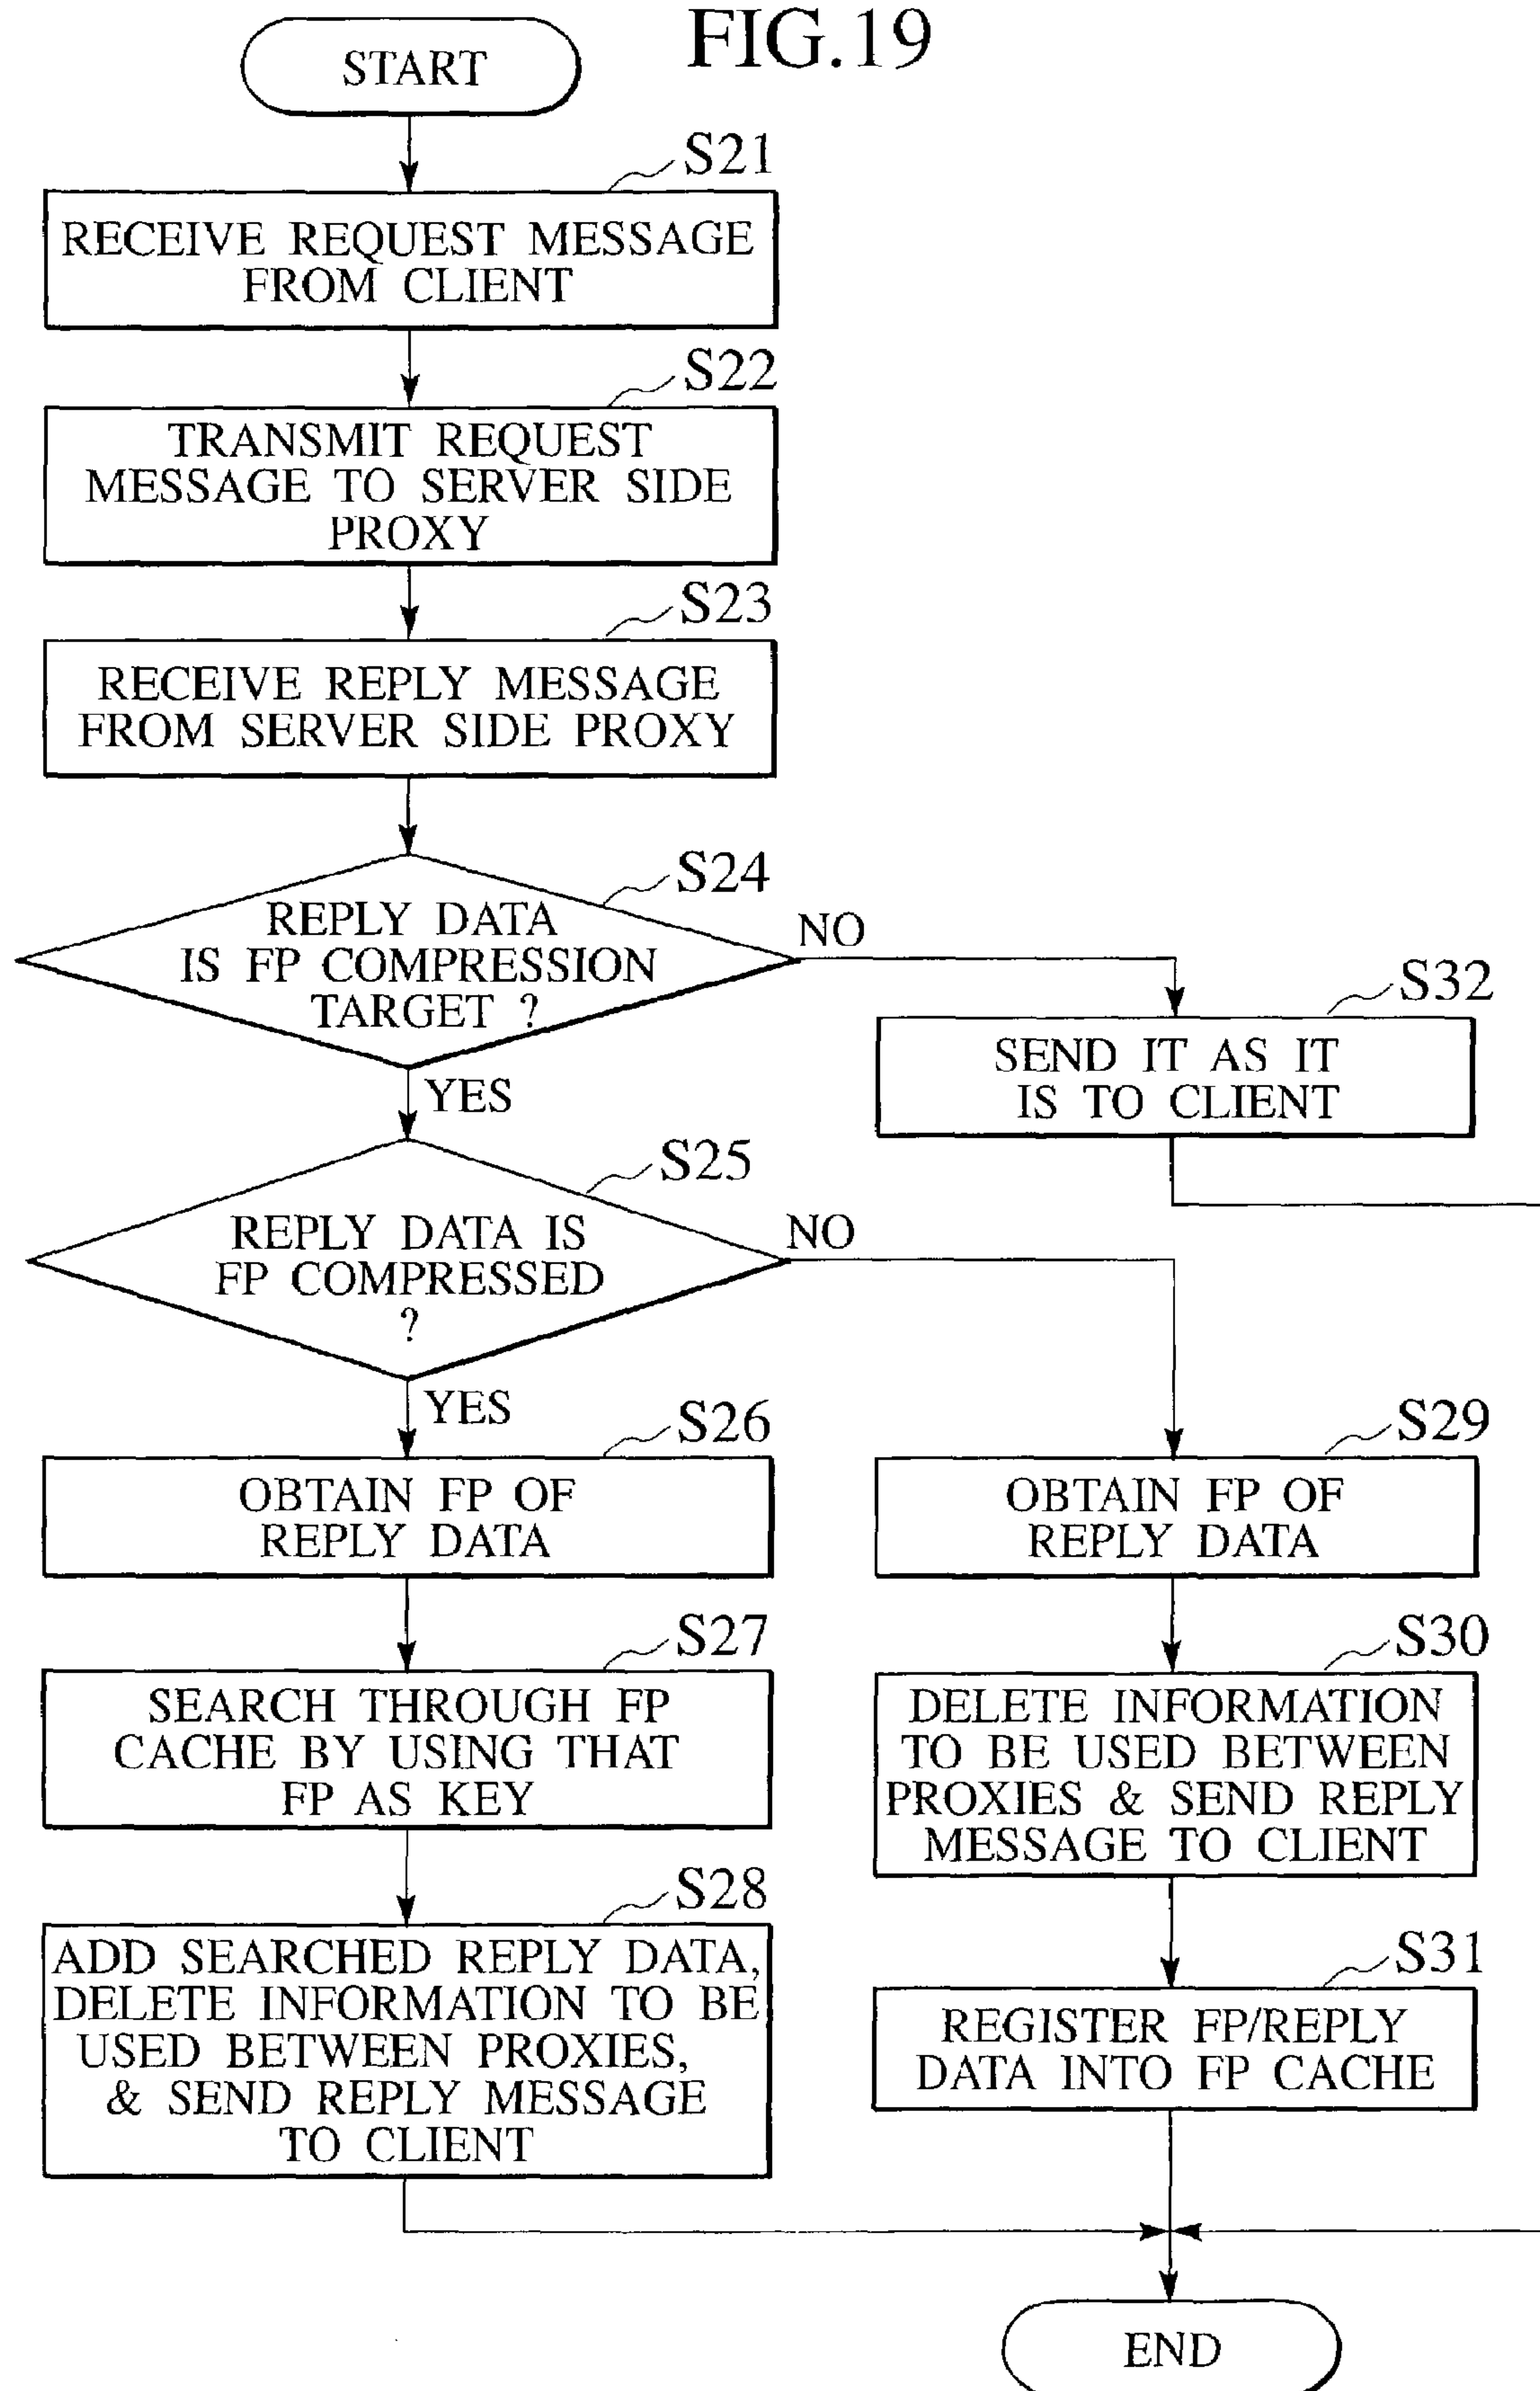 FIG.19
START
S21
RECEIVE REQUEST MESSAGE
FROM CLIENT
S22
TRANSMIT REQUEST
MESSAGE TO SERVER SIDE
PROXY
S23
RECEIVE REPLY MESSAGE
FROM SERVER SIDE PROXY
S24
REPLY DATA
IS FP COMPRESSION
TARGET ?
NO
YES
S32
SEND IT AS IT
IS TO CLIENT
S25
REPLY DATA IS
FP COMPRESSED
?
NO
YES
S26
OBTAIN FP OF
REPLY DATA
S27
SEARCH THROUGH FP
CACHE BY USING THAT
FP AS KEY
S28
ADD SEARCHED REPLY DATA,
DELETE INFORMATION TO BE
USED BETWEEN PROXIES,
& SEND REPLY MESSAGE
TO CLIENT
S29
OBTAIN FP OF
REPLY DATA
S30
DELETE INFORMATION
TO BE USED BETWEEN
PROXIES & SEND REPLY
MESSAGE TO CLIENT
S31
REGISTER FP/REPLY
DATA INTO FP CACHE
END